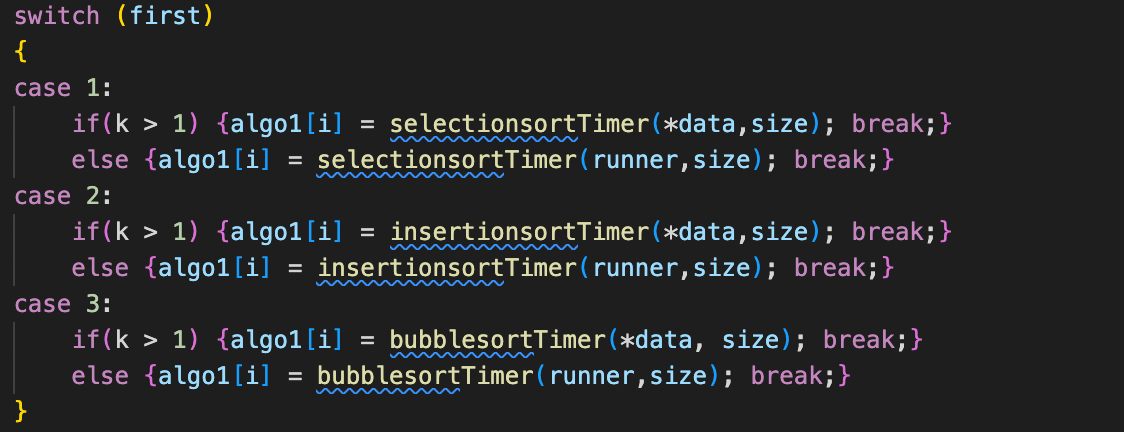 switch (first)
{
case 1:
    if(k > 1) {algo1[i] = selectionsortTimer(*data,size); break;}
    else {algo1[i] = selectionsortTimer(runner,size); break;}
case 2:
    if(k > 1) {algo1[i] = insertionsortTimer(*data,size); break;}
    else {algo1[i] = insertionsortTimer(runner,size); break;}
case 3:
    if(k > 1) {algo1[i] = bubblesortTimer(*data, size); break;}
    else {algo1[i] = bubblesortTimer(runner,size); break;}
}